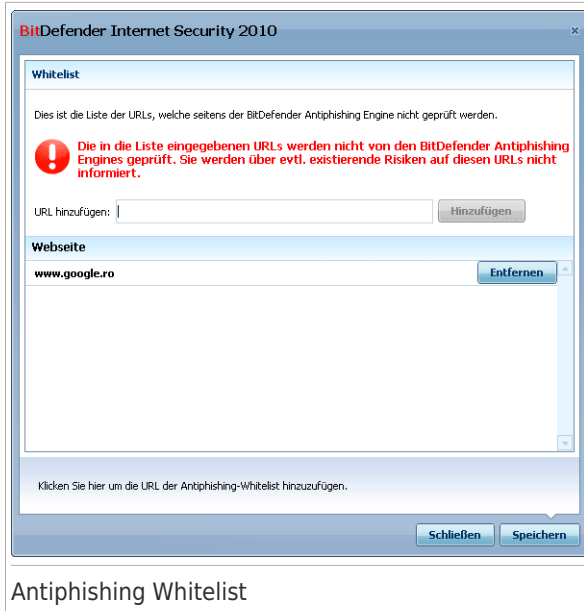 BitDefender Internet Security 2010
Whitelist
Dies ist die Liste der URLs, welche seitens der BitDefender Antiphishing Engine nicht geprüft werden.
Die in die Liste eingegebenen URLs werden nicht von den BitDefender Antiphishing
Engines geprüft. Sie werden über evtl. existierende Risiken auf diesen URLs nicht
informiert.
URL hinzufügen:
Hinzufügen
Webseite
www.google.ro
Entfernen
Klicken Sie hier um die URL der Antiphishing-Whitelist hinzuzufügen.
Schließen
Speichern
Antiphishing Whitelist